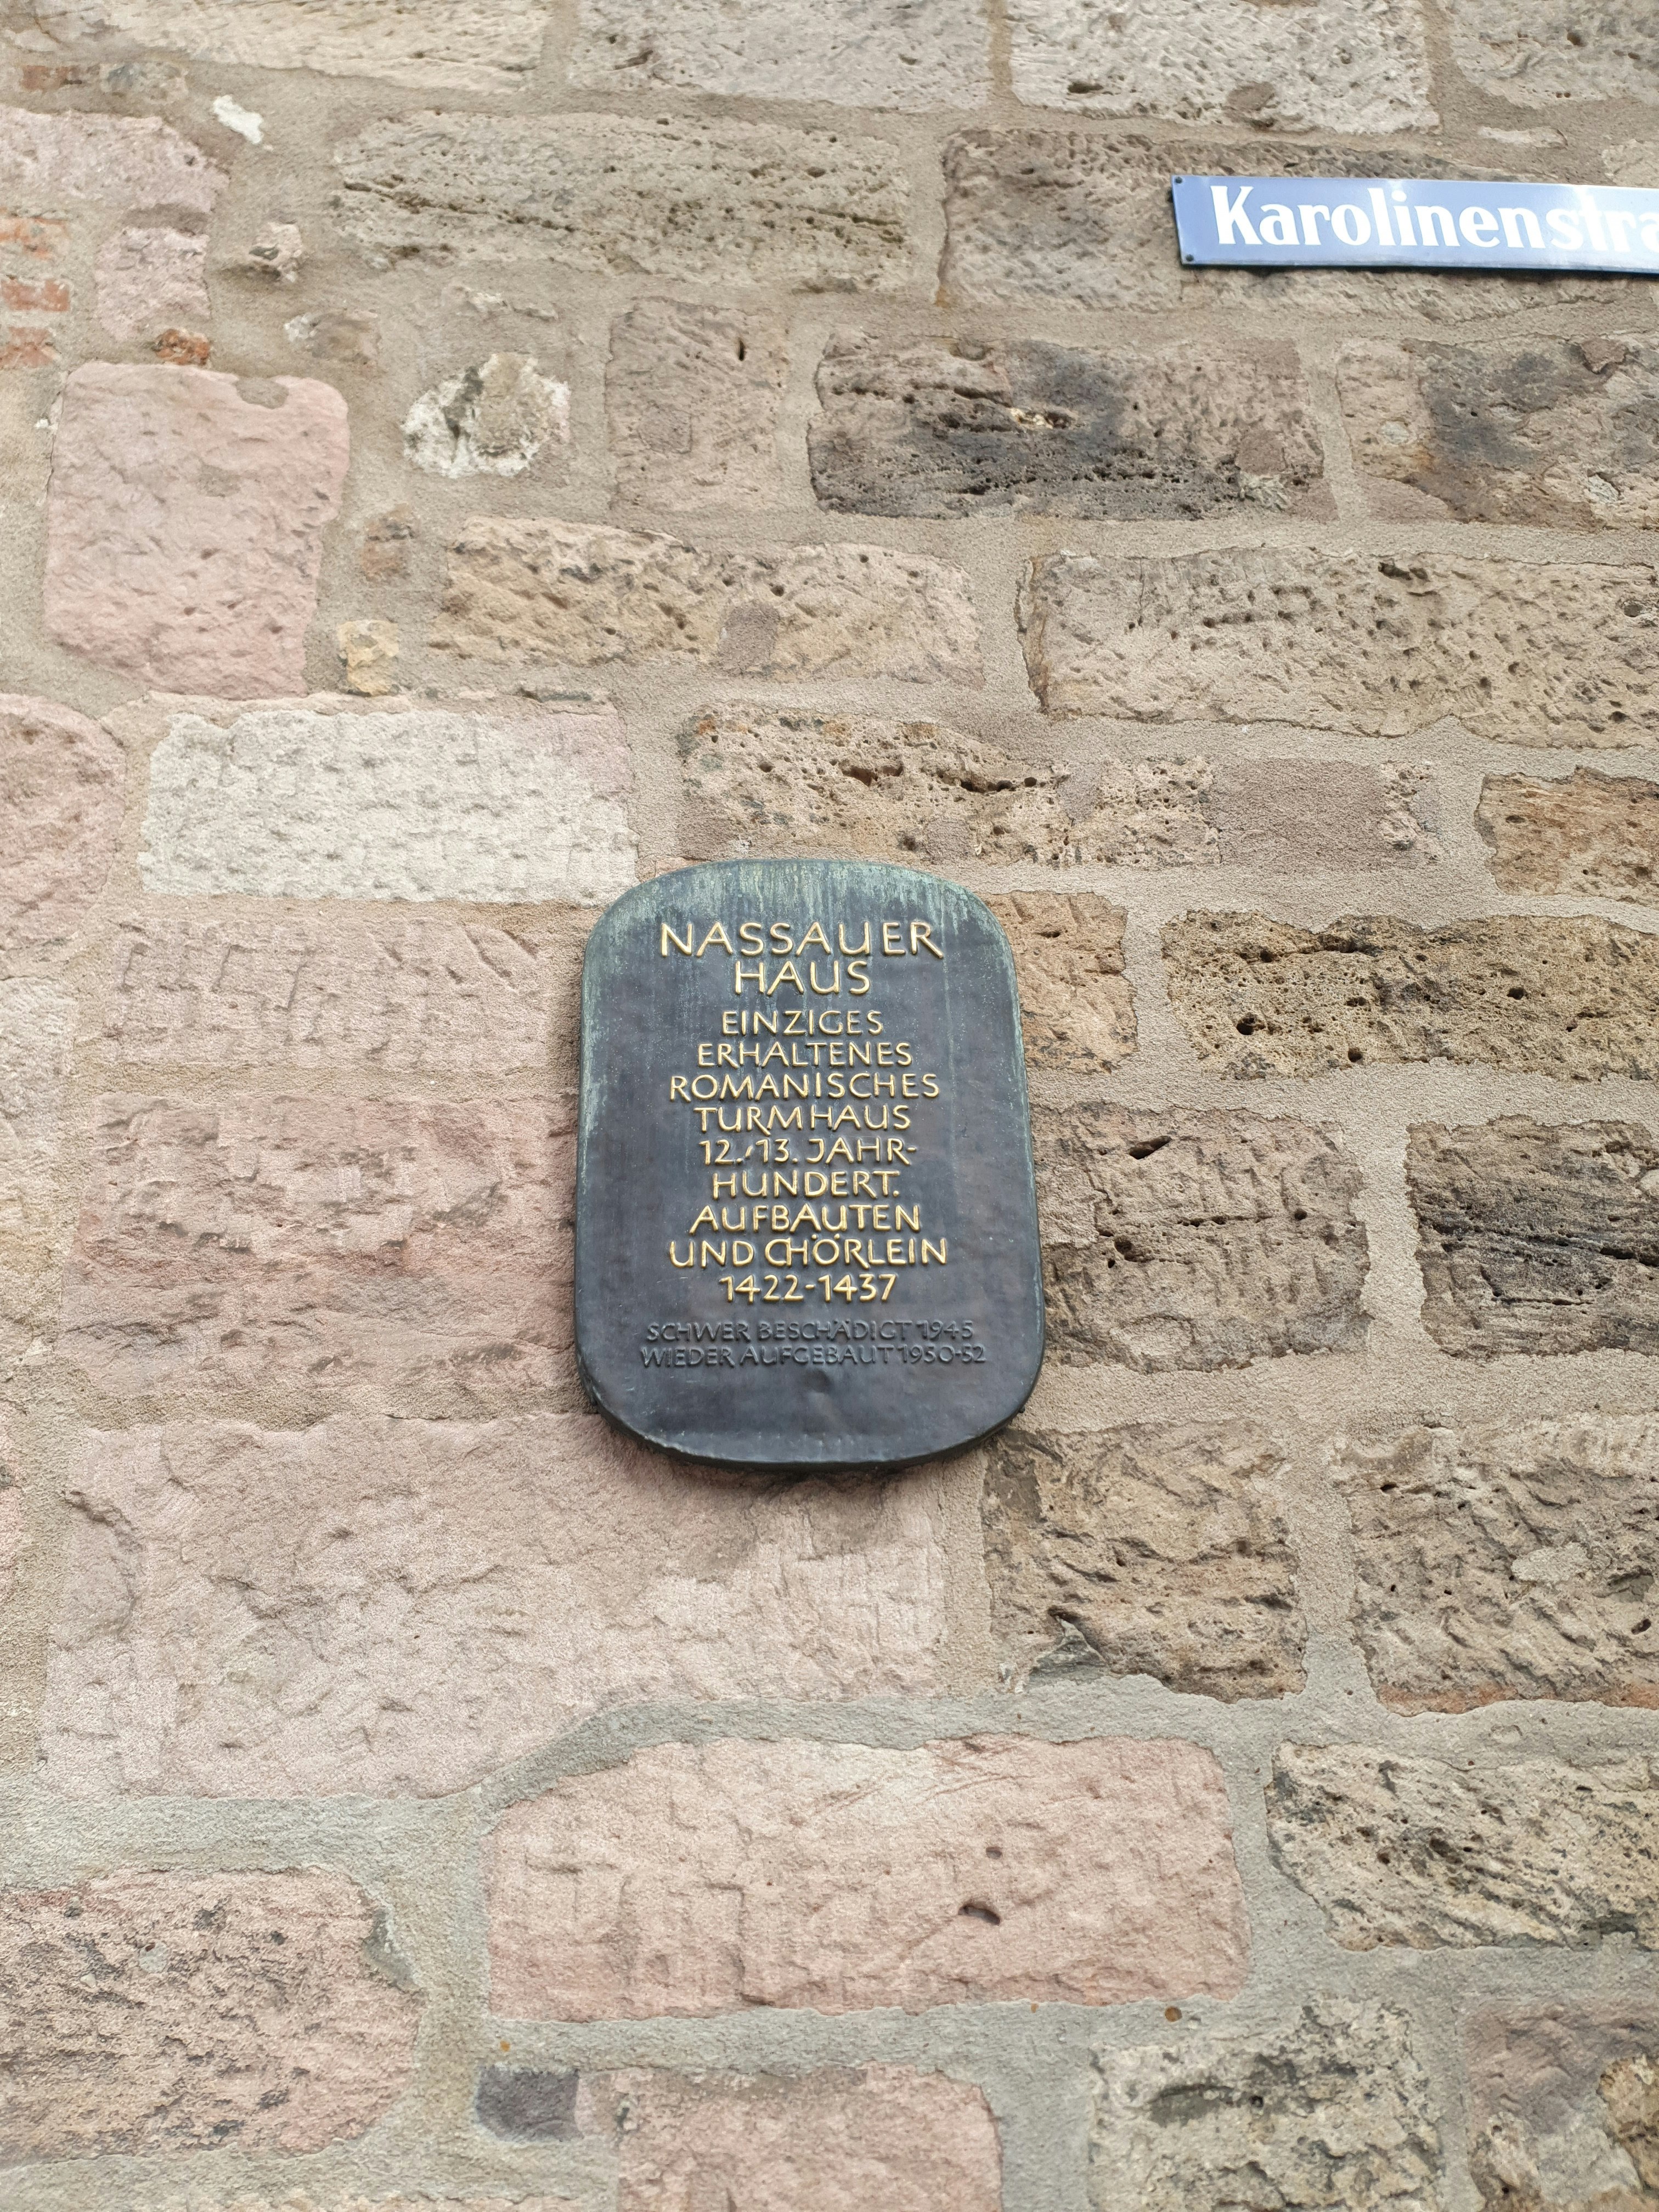 Karolinenstra
NASSAUER
HAUS
EINZIGES
ERHALTENES
ROMANISCHES
TURMHAUS
12./13. JAHR-
HUNDERT.
AUFBAUTEN
UND CHÖRLEIN
1422-1437
SCHWER BESCHÄDIGT 1945
WIEDER AUFGEBAUT 1950-52